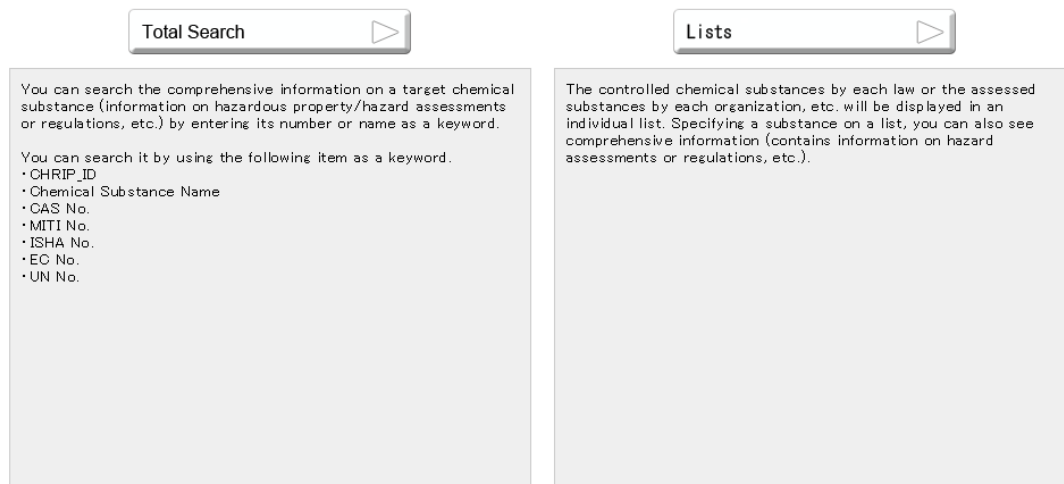 Total Search
You can search the comprehensive information on a target chemical
substance (information on hazardous property/hazard assessments
or regulations, etc.) by entering its number or name as a keyword.
You can search it by using the following item as a keyword.
・CHRIP_ID
・Chemical Substance Name
・CAS No.
・MITI No.
・ISHA No.
・EC No.
・UN No.
Lists
The controlled chemical substances by each law or the assessed
substances by each organization, etc. will be displayed in an
individual list. Specifying a substance on a list, you can also see
comprehensive information (contains information on hazard
assessments or regulations, etc.).